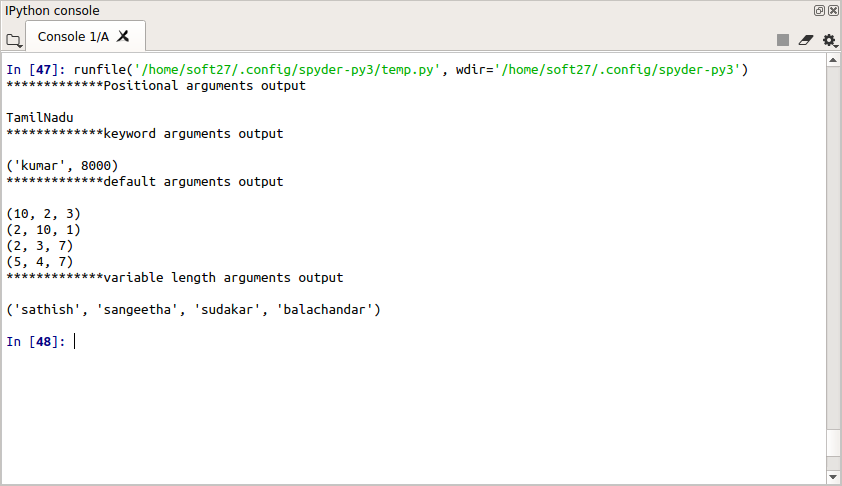 IPython console
Console 1/A
In [47]: runfile('/home/soft27/.config/spyder-py3/temp.py', wdir='/home/soft27/.config/spyder-py3')
*************Positional arguments output
TamilNadu
*************keyword arguments output
('kumar', 8000)
*************default arguments output
(10, 2, 3)
(2, 10, 1)
(2, 3, 7)
(5, 4, 7)
*************variable length arguments output
('sathish', 'sangeetha', 'sudakar', 'balachandar')
In [48]: